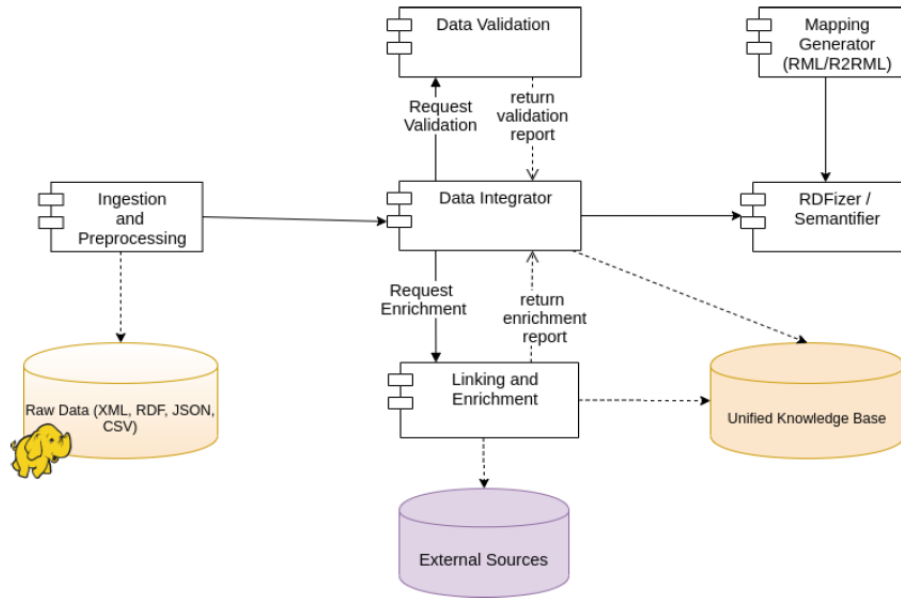 Data Validation
Mapping
Generator
(RML/R2RML)
Request
Validation
return
validation
report
Ingestion
and
Preprocessing
Data Integrator
RDFizer /
Semantifier
Request
Enrichment
return
enrichment
report
Raw Data (XML, RDF, JSON,
CSV)
Linking and
Enrichment
Unified Knowledge Base
External Sources